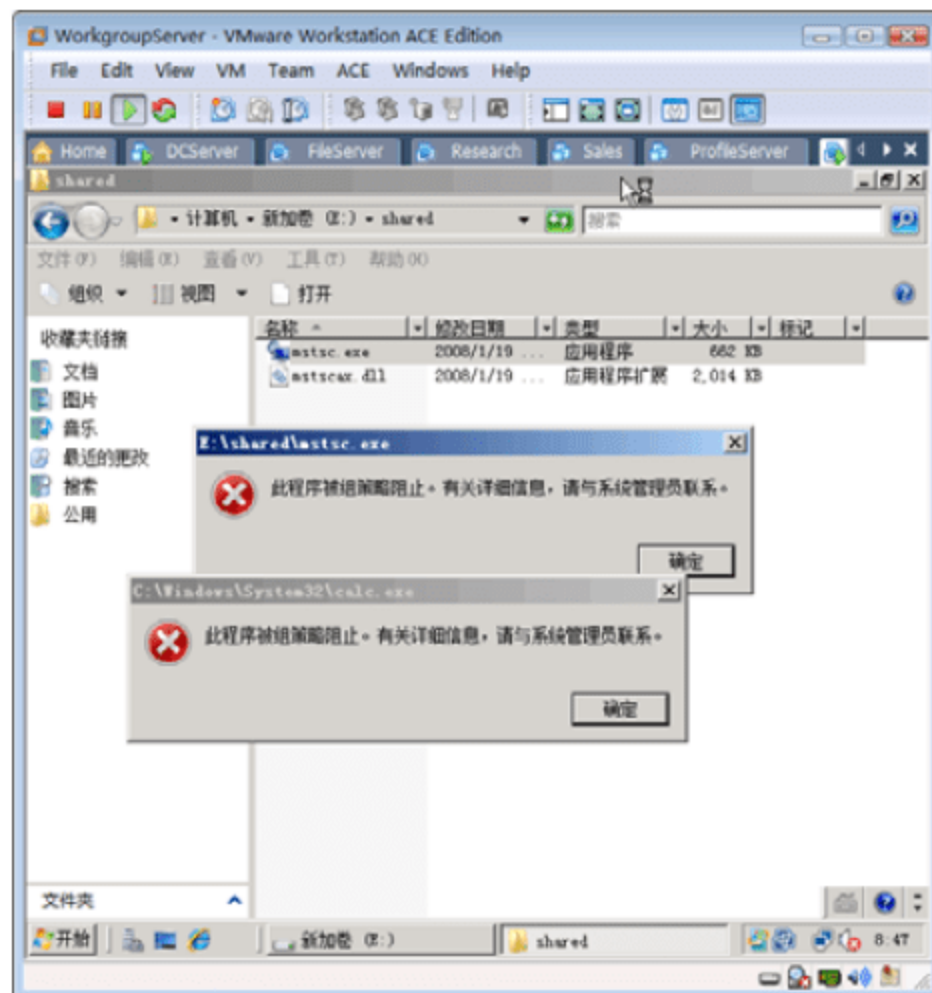 WorkgroupServer - VMware Workstation ACE Edition
File Edit View VM Team ACE Windows Help
Home DCServer FileServer Research Sales ProfileServer
shared
计算机 新加卷 (E:) shared 搜索
文件(F) 编辑(E) 查看(V) 工具(T) 帮助(H)
组织 视图 打开
收藏夹链接 名称 修改日期 类型 大小 标记
mstsc.exe 2008/1/19 ... 应用程序 662 KB
文档 mstscax.dll 2008/1/19 ... 应用程序扩展 2,014 KB
图片
音乐
最近的更改
搜索
公用
E:\shared\mstsc.exe
此程序被组策略阻止。有关详细信息，请与系统管理员联系。
确定
C:\Windows\System32\calc.exe
此程序被组策略阻止。有关详细信息，请与系统管理员联系。
确定
文件夹
开始 新加卷 (E:) shared 8:47